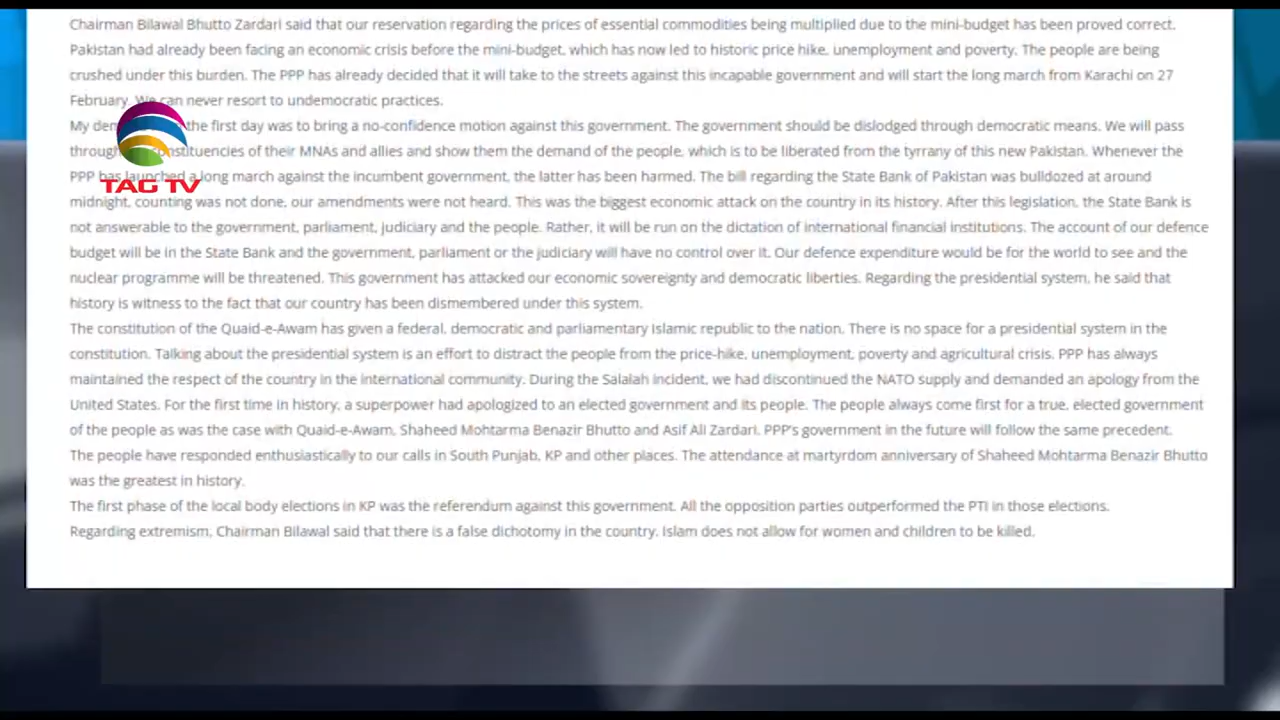 Chairman Bilawal Bhutto Zardari said that our reservation regarding the prices of essential commodities being multiplied due to the mini-budget has been proved correct.
Pakistan had already been facing an economic crisis before the mini-budget, which has now led to historic price hike, unemployment and poverty. The people are being
crushed under this burden. The PPP has already decided that it will take to the streets against this incapable government and will start the long march from Karachi on 27
February. We can never resort to undemocratic practices.
My the first day was to bring a no-confidence motion against this government. The government should be dislodged through democratic means. We will pass
through constituencies of their MNAs and allies and show them the demand of the people, which is to be liberated from the tyrrany of this new Pakistan. Whenever the
PPP has launched a long march against the incumbent government, the latter has been harmed. The bill regarding the State Bank of Pakistan was bulldozed at around
TAG TV
midnight, counting was not done, our amendments were not heard. This was the biggest economic attack on the country in its history. After this legislation, the State Bank is
not answerable to the government, parliament, judiciary and the people. Rather, it will be run on the dictation of international financial institutions. The account of our defence
budget will be in the State Bank and the government, parliament or the judiciary will have no control over it. Our defence expenditure would be for the world to see and the
nuclear programme will be threatened. This government has attacked our economic sovereignty and democratic liberties. Regarding the presidential system, he said that
history is witness to the fact that our country has been dismembered under this system.
The constitution of the Quaid-e-Awam has given a federal, democratic and parliamentary Islamic republic to the nation. There is no space for a presidential system in the
constitution. Talking about the presidential system is an effort to distract the people from the price-hike, unemployment, poverty and agricultural crisis. PPP has always
maintained the respect of the country in the international community. During the Salalah incident, we had discontinued the NATO supply and demanded an apology from the
United States. For the first time in history, a superpower had apologized to an elected government and its people. The people always come first for a true, elected government
of the people as was the case with Quaid-e-Awam, Shaheed Mohtarma Benazir Bhutto and Asif Ali Zardari. PPP's government in the future will follow the same precedent.
The people have responded enthusiastically to our calls in South Punjab, KP and other places. The attendance at martyrdom anniversary of Shaheed Mohtarma Benazir Bhutto
was the greatest in history.
The first phase of the local body elections in KP was the referendum against this government. All the opposition parties outperformed the PTI in those elections.
Regarding extremism, Chairman Bilawal said that there is a false dichotomy in the country. Islam does not allow for women and children to be killed.